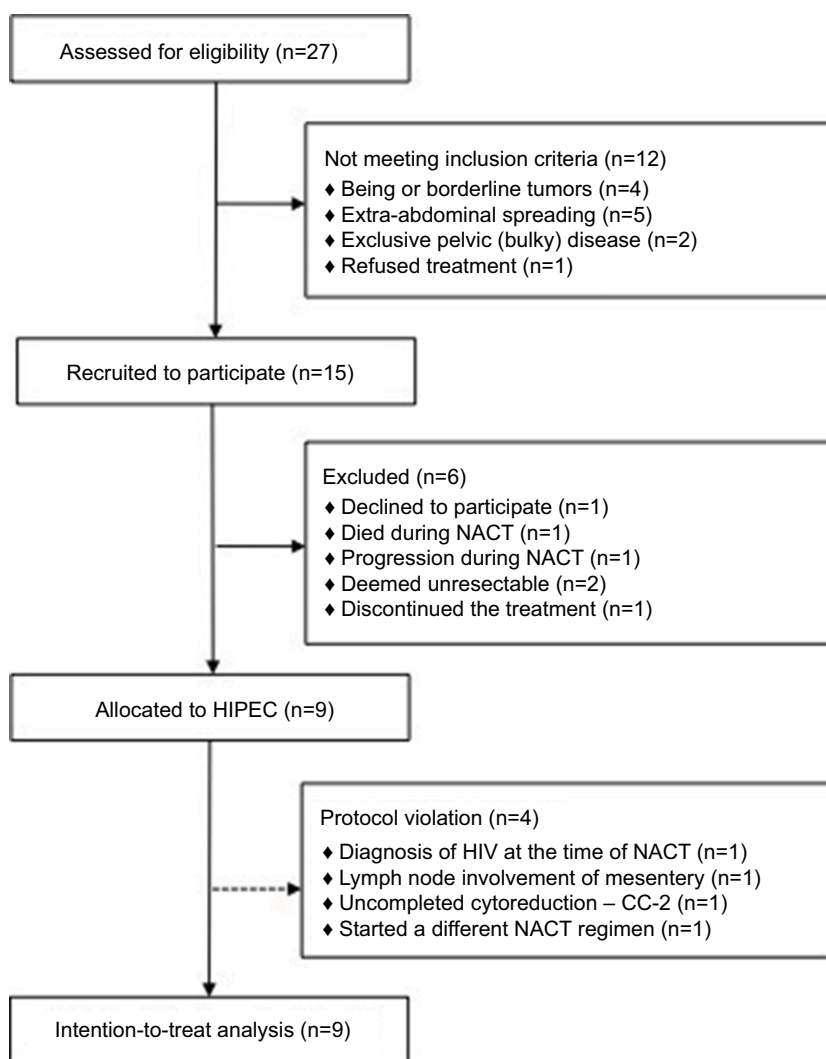 Assessed for eligibility (n=27)
Not meeting inclusion criteria (n=12)
♦ Being or borderline tumors (n=4)
♦ Extra-abdominal spreading (n=5)
♦ Exclusive pelvic (bulky) disease (n=2)
♦ Refused treatment (n=1)
Recruited to participate (n=15)
Excluded (n=6)
♦ Declined to participate (n=1)
♦ Died during NACT (n=1)
♦ Progression during NACT (n=1)
♦ Deemed unresectable (n=2)
♦ Discontinued the treatment (n=1)
Allocated to HIPEC (n=9)
Protocol violation (n=4)
♦ Diagnosis of HIV at the time of NACT (n=1)
♦ Lymph node involvement of mesentery (n=1)
♦ Uncompleted cytoreduction – CC-2 (n=1)
♦ Started a different NACT regimen (n=1)
Intention-to-treat analysis (n=9)